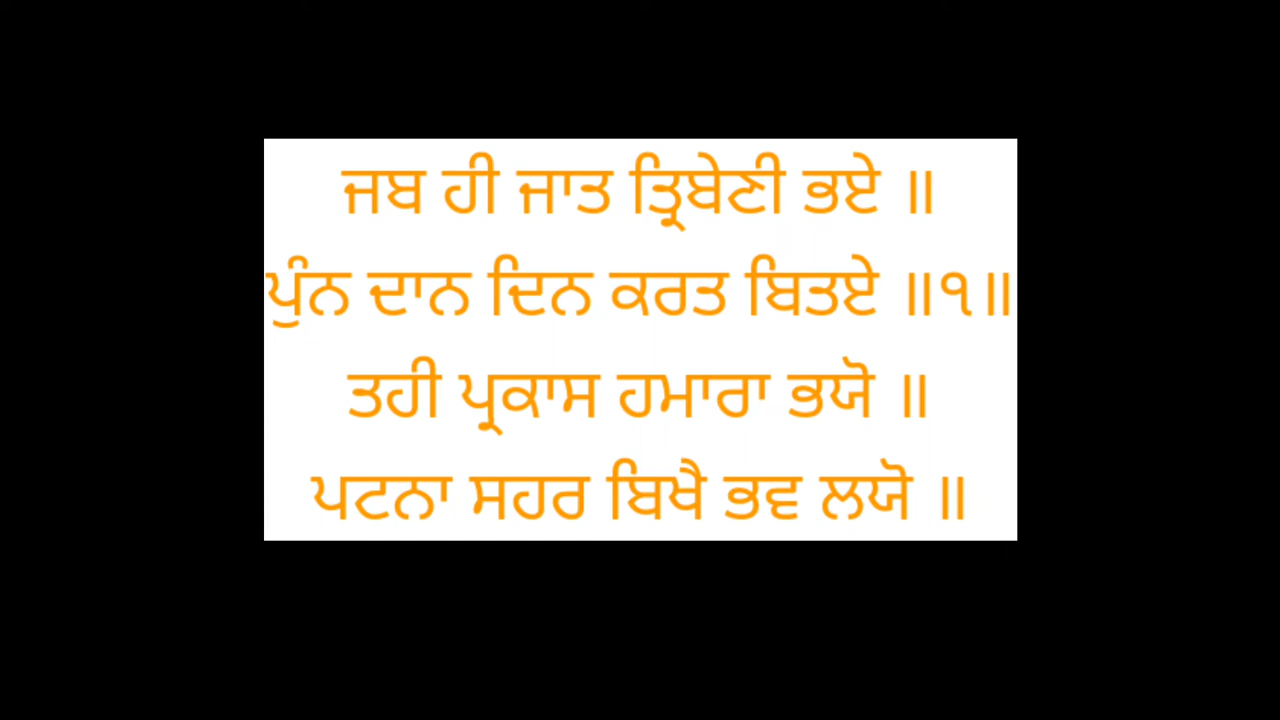 ਜਬ ਹੀ ਜਾਤ ਤ੍ਰਿਬੇਣੀ ਭਏ ॥
ਪੁੰਨ ਦਾਨ ਦਿਨ ਕਰਤ ਬਿਤਏ ॥੧॥
ਤਹੀ ਪ੍ਰਕਾਸ ਹਮਾਰਾ ਭਯੋ ॥
ਪਟਨਾ ਸਹਰ ਬਿਖੈ ਭਵ ਲਯੋ ॥